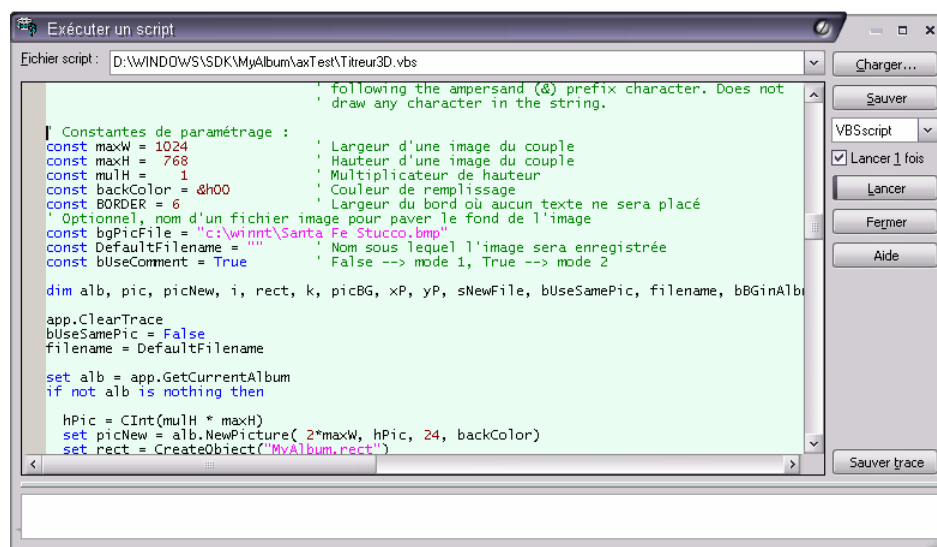 Exécuter un script
Fichier script : D:\WINDOWS\SDK\MyAlbum\axTest\Titreur3D.vbs
Charger...
Sauver
VBSscript
Lancer 1 fois
Lancer
Fermer
Aide
' following the ampersand (&) prefix character. Does not
' draw any character in the string.
' Constantes de paramétrage :
const maxW = 1024 ' Largeur d'une image du couple
const maxH = 768 ' Hauteur d'une image du couple
const mulH = 1 ' Multiplicateur de hauteur
const backColor = &h00 ' Couleur de remplissage
const BORDER = 6 ' Largeur du bord où aucun texte ne sera placé
' Optionnel, nom d'un fichier image pour paver le fond de l'image
const bgPicFile = "c:\winnt\Santa Fe Stucco.bmp"
const DefaultFilename = "" ' Nom sous lequel l'image sera enregistrée
const bUseComment = True ' False --> mode 1, True --> mode 2
dim alb, pic, picNew, i, rect, k, picBG, xP, yP, sNewFile, bUseSamePic, filename, bBGinAlb
app.ClearTrace
bUseSamePic = False
filename = DefaultFilename
set alb = app.GetCurrentAlbum
if not alb is nothing then
hPic = CInt(mulH * maxH)
set picNew = alb.NewPicture( 2*maxW, hPic, 24, backColor)
set rect = CreateObject("MyAlbum.rect")
Sauver trace